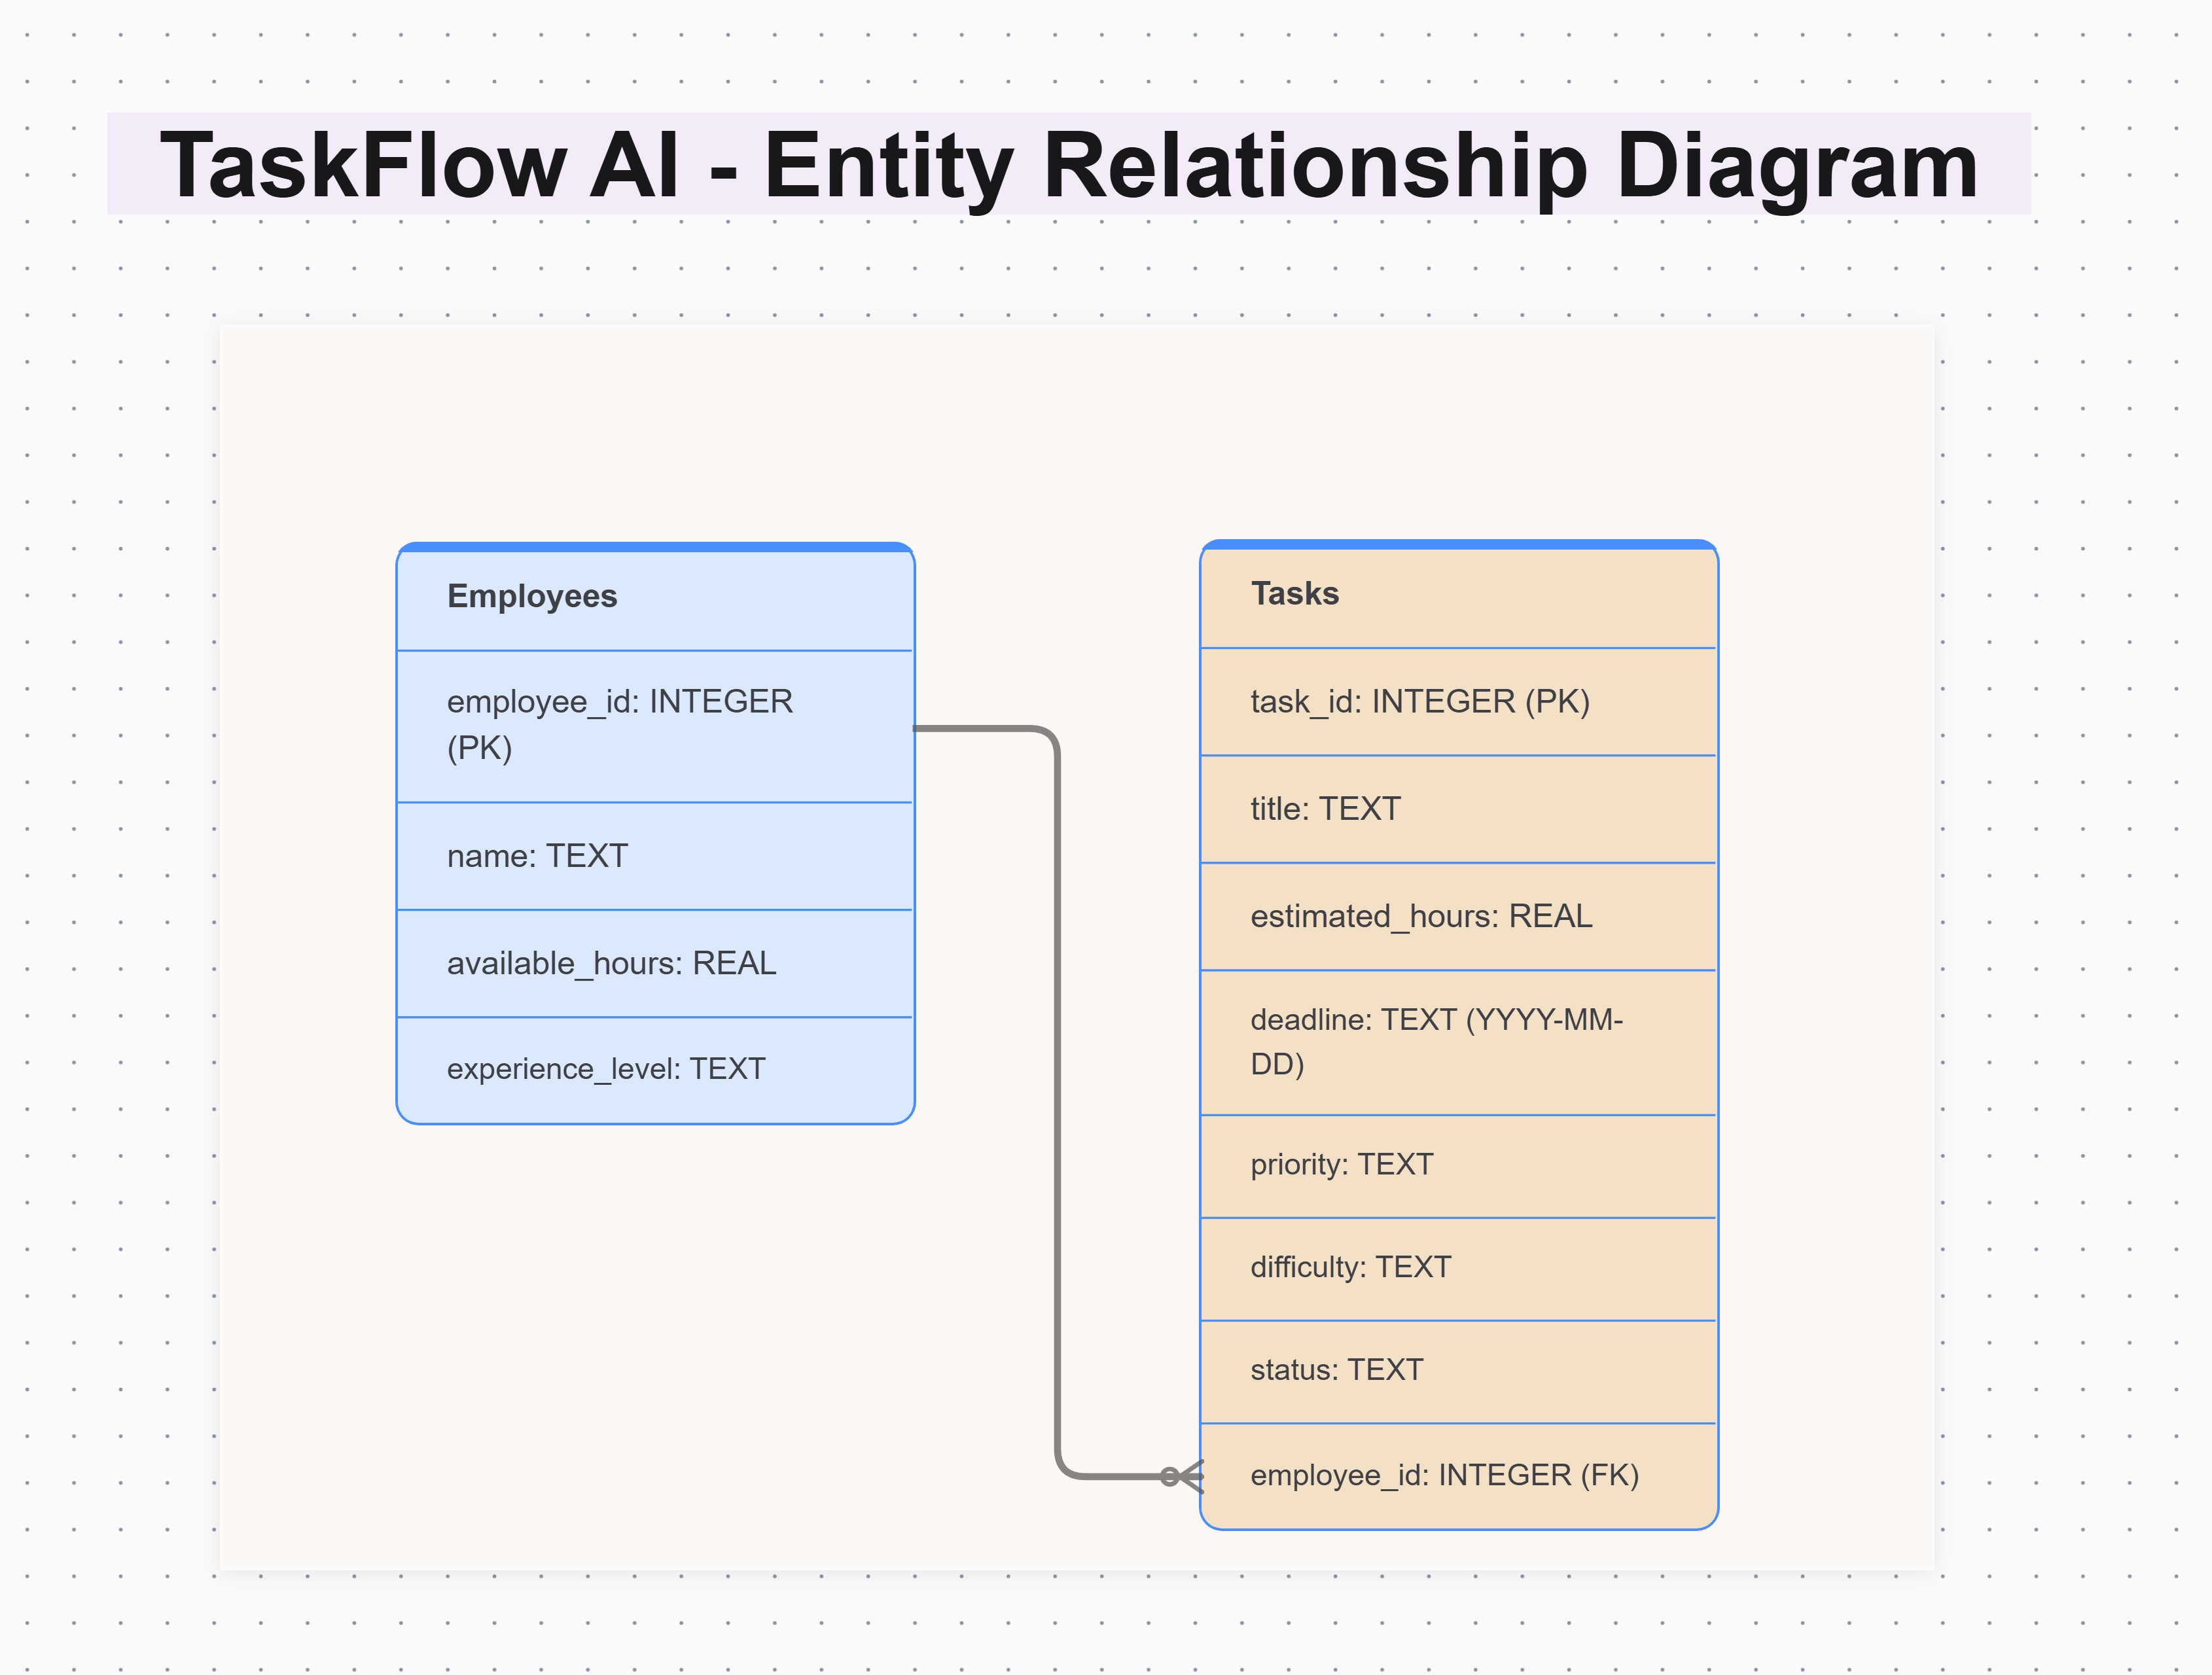 TaskFlow AI - Entity Relationship Diagram
Employees
employee_id: INTEGER
(PK)
name: TEXT
available_hours: REAL
experience_level: TEXT
Tasks
task_id: INTEGER (PK)
title: TEXT
estimated_hours: REAL
deadline: TEXT (YYYY-MM-
DD)
priority: TEXT
difficulty: TEXT
status: TEXT
employee_id: INTEGER (FK)